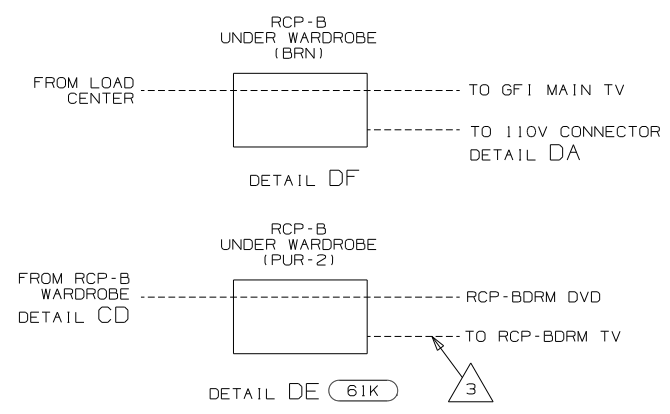 RCP-B
UNDER WARDROBE
(BRN)
FROM LOAD
CENTER
TO GFI MAIN TV
TO 110V CONNECTOR
DETAIL DA
DETAIL DF
RCP-B
UNDER WARDROBE
(PUR-2)
FROM RCP-B
WARDROBE
DETAIL CD
RCP-BDRM DVD
TO RCP-BDRM TV
DETAIL DE 61K
3